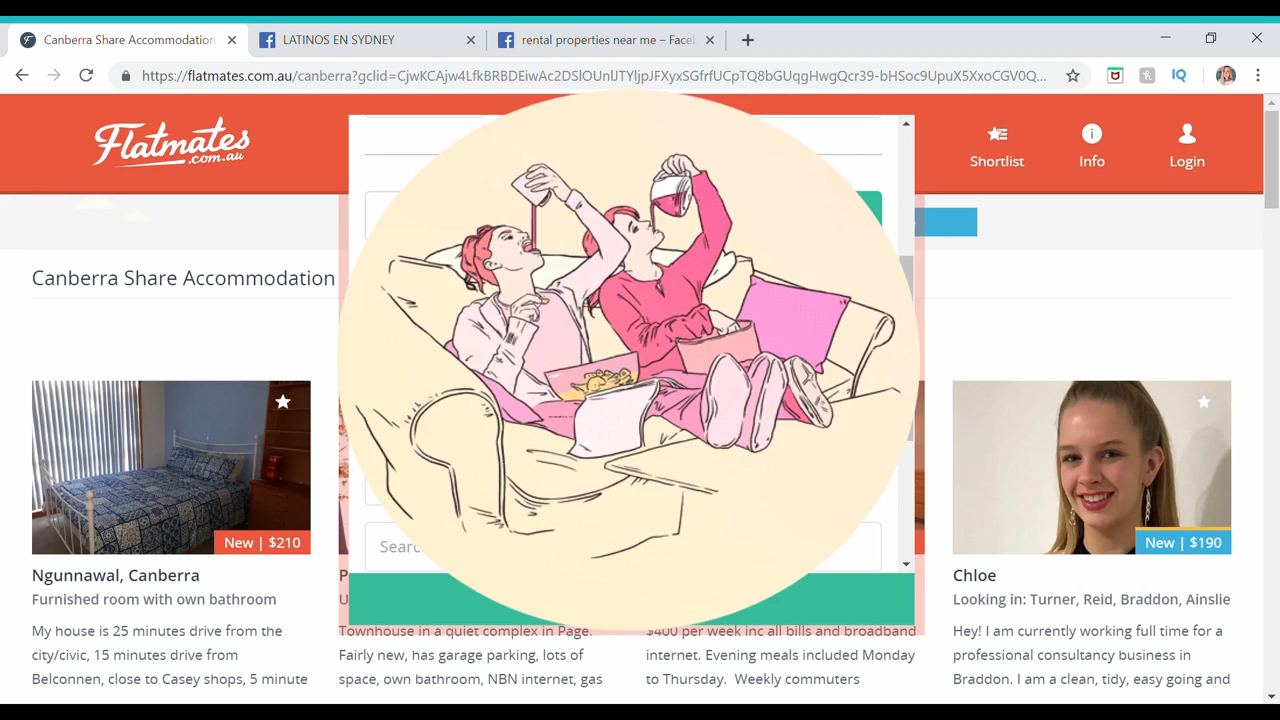 Canberra Share Accommodation
LATINOS EN SYDNEY
rental properties near me – Face
https://flatmates.com.au/canberra?gclid=
Flatmates
.com.au
Shortlist
Info
Login
Canberra Share Accommodation
New | $210
New | $190
Ngunnawal, Canberra
Furnished room with own bathroom
My house is 25 minutes drive from the
city/civic, 15 minutes drive from
Belconnen, close to Casey shops, 5 minute
Sear
Townhouse in a quiet complex in Page.
Fairly new, has garage parking, lots of
space, own bathroom, NBN internet, gas
$400 per week inc all bills and broadband
internet. Evening meals included Monday
to Thursday. Weekly commuters
Chloe
Looking in: Turner, Reid, Braddon, Ainslie
Hey! I am currently working full time for a
professional consultancy business in
Braddon. I am a clean, tidy, easy going and